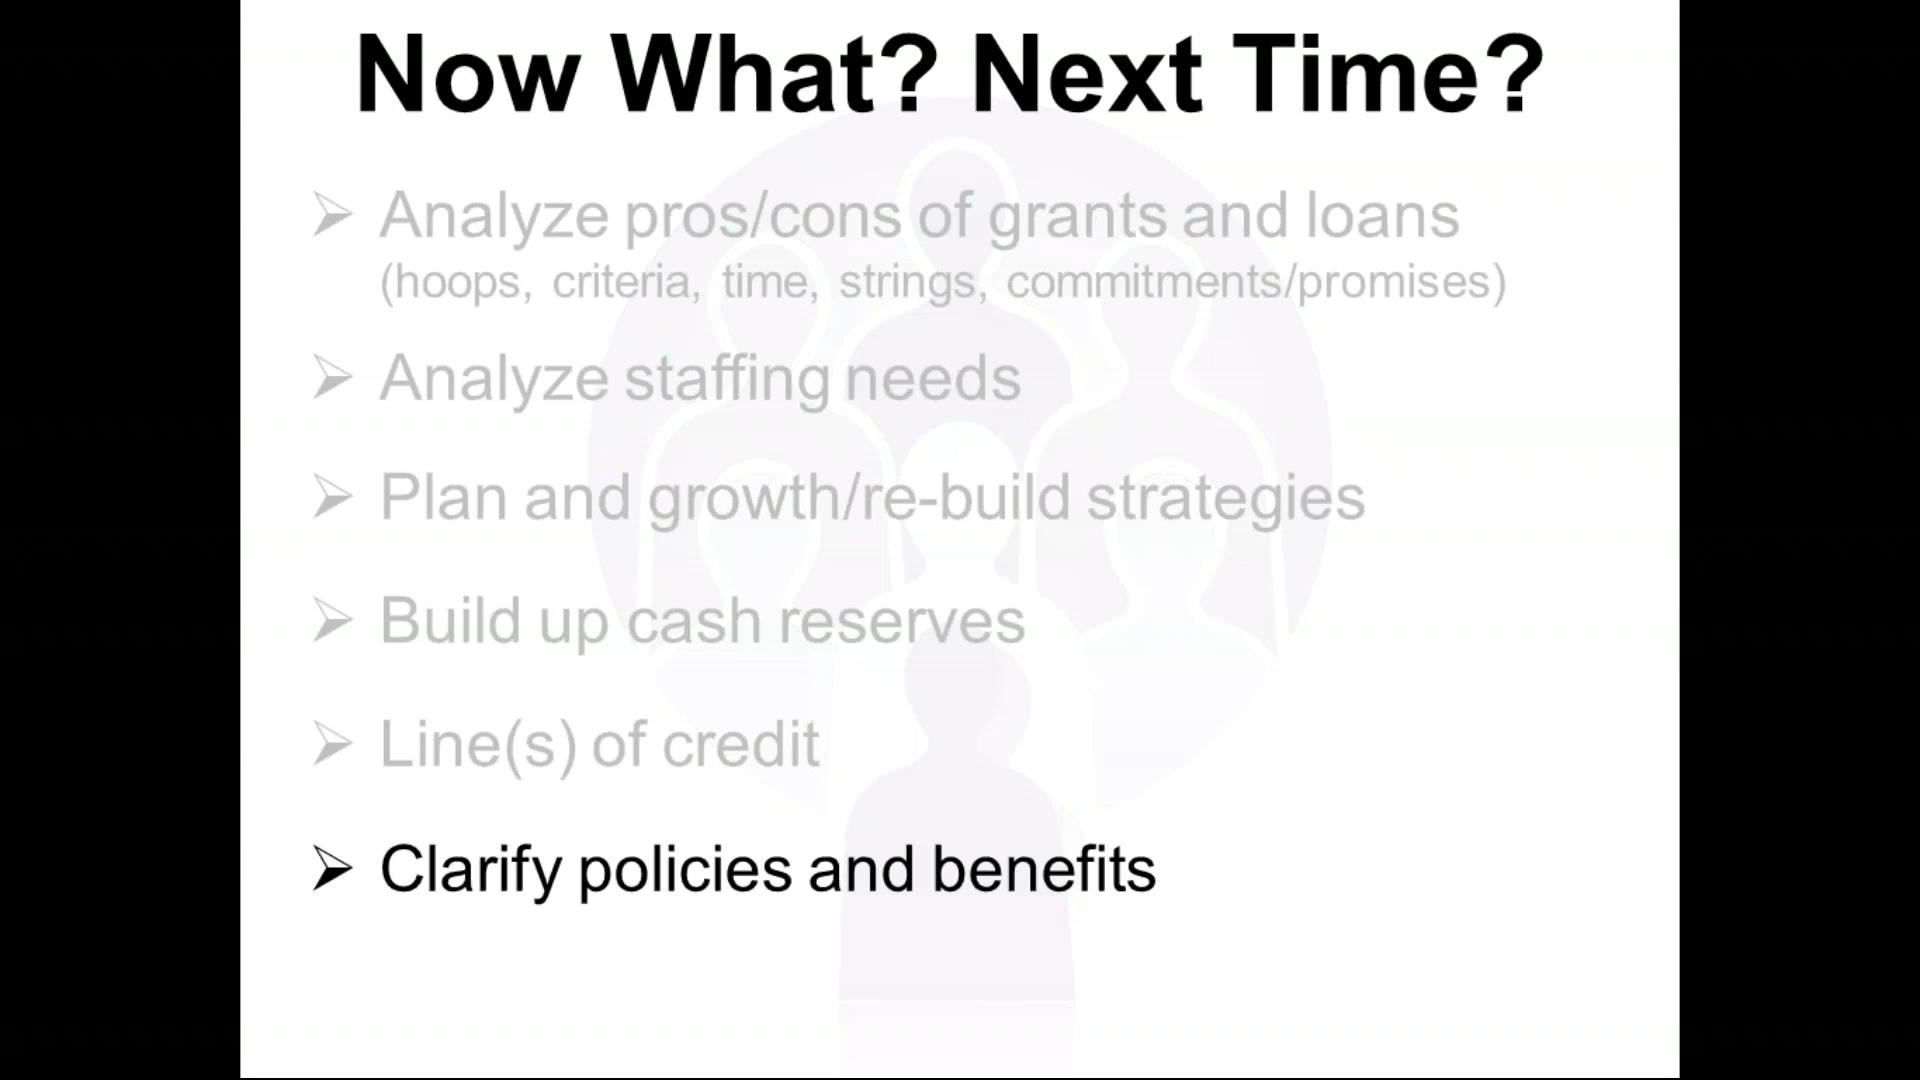 Now What? Next Time?
➢ Analyze pros/cons of grants and loans
(hoops, criteria, time, strings, commitments/promises)
➢ Analyze staffing needs
➢ Plan and growth/re-build strategies
➢ Build up cash reserves
➢ Line(s) of credit
➢ Clarify policies and benefits